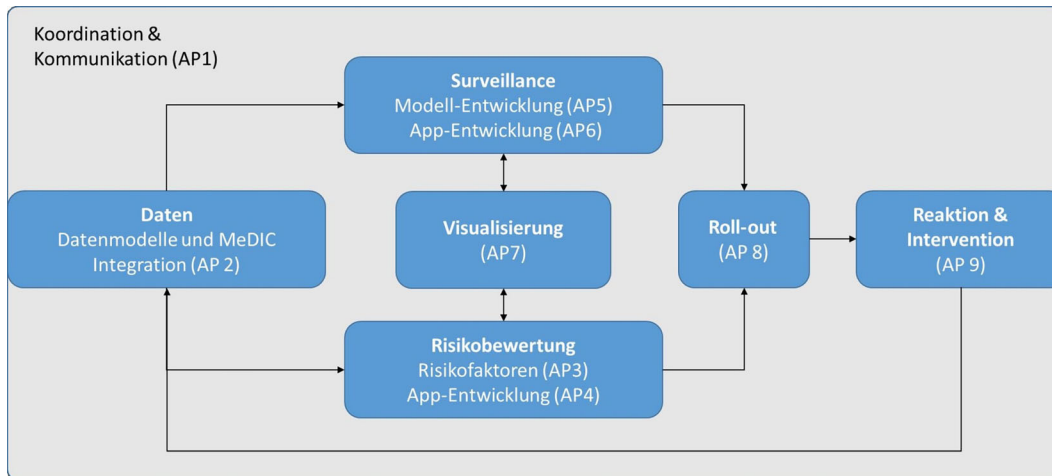 Koordination &
Kommunikation (AP1)
Surveillance
Modell-Entwicklung (AP5)
App-Entwicklung (AP6)
Daten
Datenmodelle und MeDIC
Integration (AP 2)
Visualisierung
(AP7)
Roll-out
(AP 8)
Reaktion &
Intervention
(AP 9)
Risikobewertung
Risikofaktoren (AP3)
App-Entwicklung (AP4)